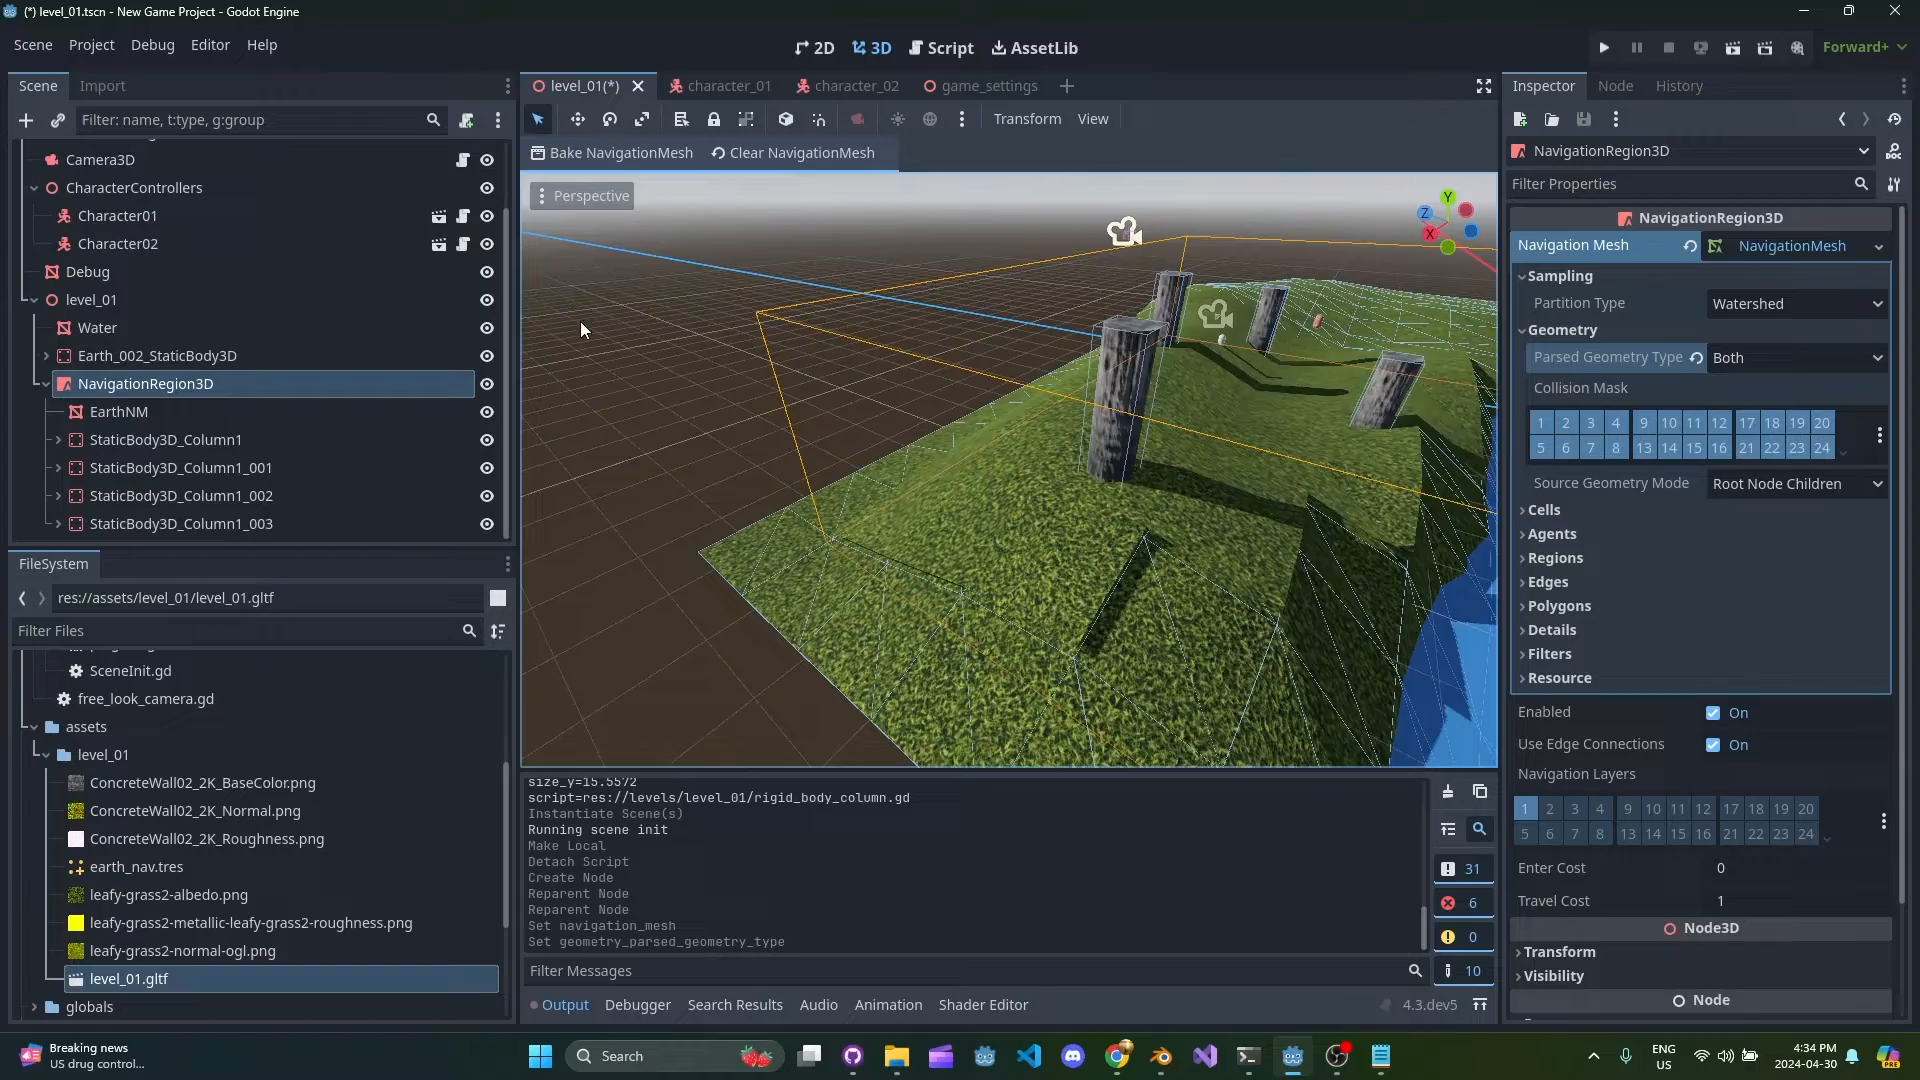 (*) level_01.tscn - New Game Project - Godot Engine
Scene Project Debug Editor Help
2D 3D Script AssetLib
Forward+
Scene Import
Filter: name, t:type, g:group
Camera3D
CharacterControllers
Character01
Character02
Debug
level_01
Water
Earth_002_StaticBody3D
NavigationRegion3D
EarthNM
StaticBody3D_Column1
StaticBody3D_Column1_001
StaticBody3D_Column1_002
StaticBody3D_Column1_003
FileSystem
res://assets/level_01/level_01.gltf
Filter Files
SceneInit.gd
free_look_camera.gd
assets
level_01
ConcreteWall02_2K_BaseColor.png
ConcreteWall02_2K_Normal.png
ConcreteWall02_2K_Roughness.png
earth_nav.tres
leafy-grass2-albedo.png
leafy-grass2-metallic-leafy-grass2-roughness.png
leafy-grass2-normal-ogl.png
level_01.gltf
globals
level_01(*) character_01 character_02 game_settings
Transform View
Bake NavigationMesh Clear NavigationMesh
Perspective
Y
Z
X
size_y=15.5572
script=res://levels/level_01/rigid_body_column.gd
Instantiate Scene(s)
Running scene init
Make Local
Detach Script
Create Node
Reparent Node
Reparent Node
Set navigation_mesh
Set geometry_parsed_geometry_type
31
6
0
10
Filter Messages
Output Debugger Search Results Audio Animation Shader Editor
4.3.dev5
Inspector Node History
NavigationRegion3D
Filter Properties
NavigationRegion3D
Navigation Mesh NavigationMesh
Sampling
Partition Type Watershed
Geometry
Parsed Geometry Type Both
Collision Mask
1 2 3 4 9 10 11 12 17 18 19 20
5 6 7 8 13 14 15 16 21 22 23 24
Source Geometry Mode Root Node Children
Cells
Agents
Regions
Edges
Polygons
Details
Filters
Resource
Enabled On
Use Edge Connections On
Navigation Layers
1 2 3 4 9 10 11 12 17 18 19 20
5 6 7 8 13 14 15 16 21 22 23 24
Enter Cost 0
Travel Cost 1
Node3D
Transform
Visibility
Node
Breaking news
US drug control...
Search
ENG
US
4:34 PM
2024-04-30
PRE